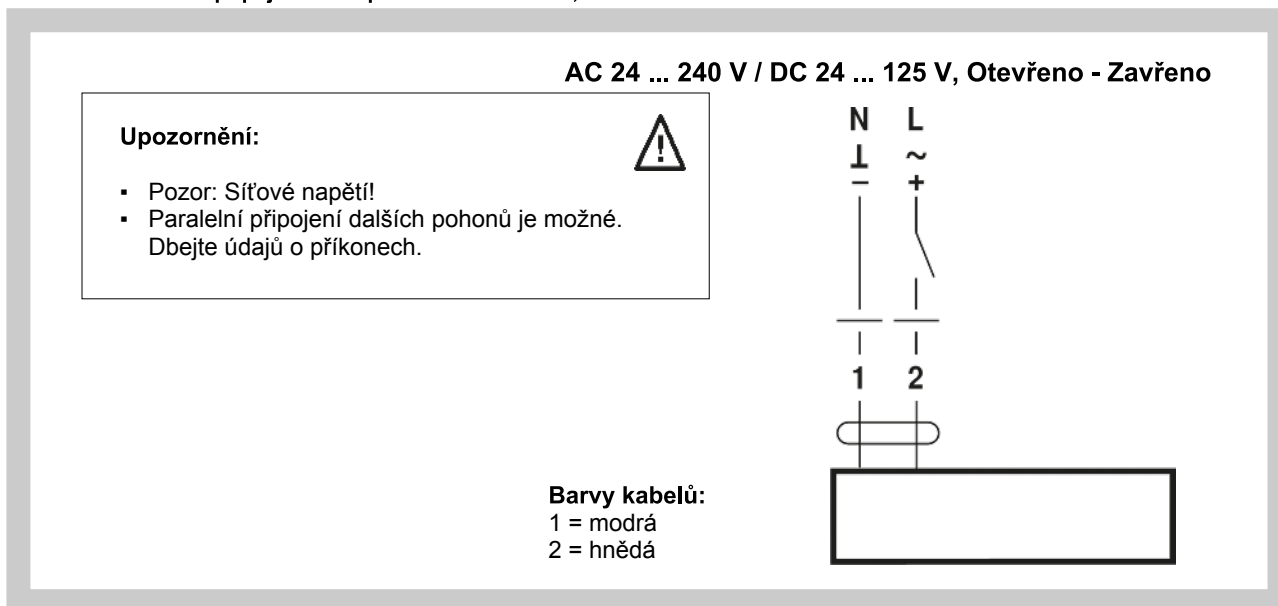 AC 24 ... 240 V / DC 24 ... 125 V, Otevřeno - Zavřeno
Upozornění:
▪ Pozor: Síťové napětí!
▪ Paralelní připojení dalších pohonů je možné.
Dbejte údajů o příkonech.
N L
⊥ ~
– +
1 2
Barvy kabelů:
1 = modrá
2 = hnědá